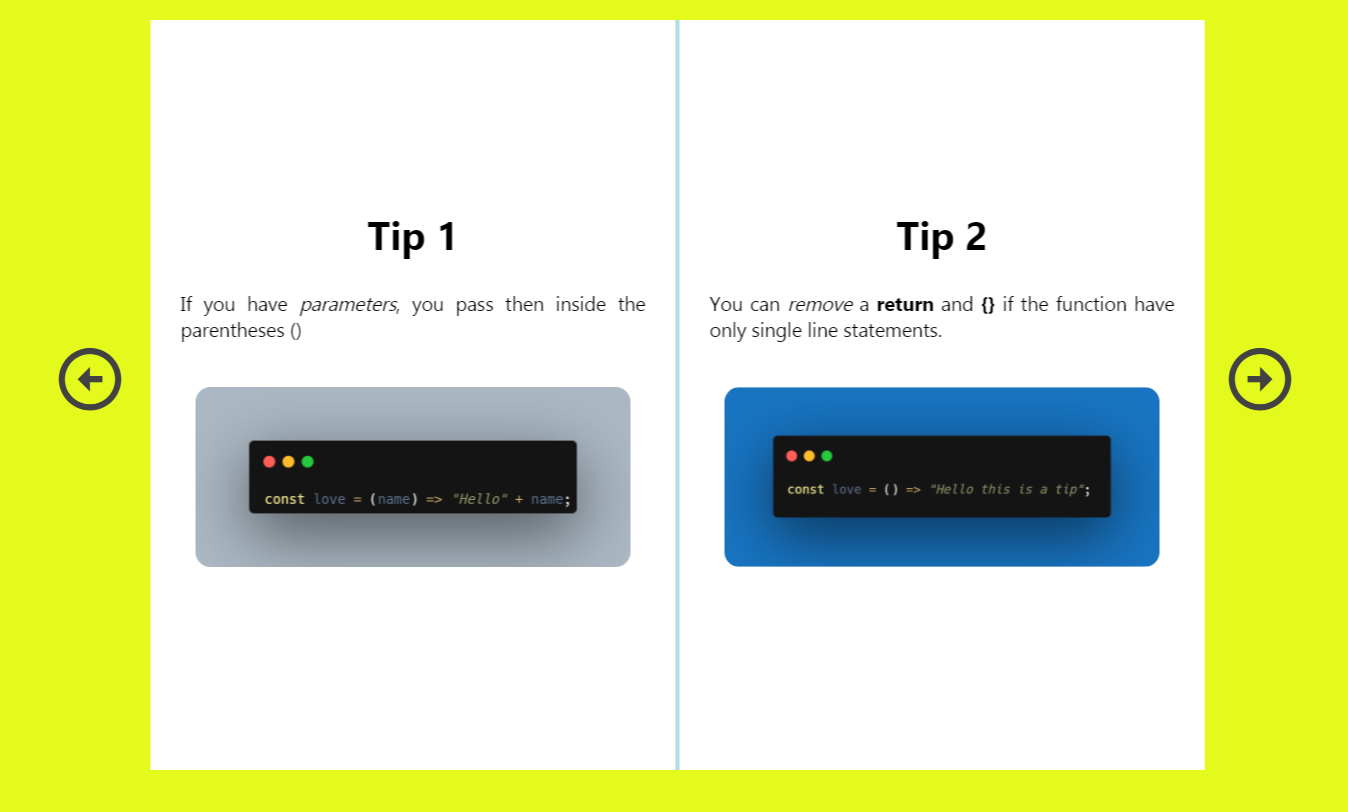 Tip 1
If you have parameters, you pass then inside the
parentheses ()
const love = (name) => "Hello" + name;
Tip 2
You can remove a return and {} if the function have
only single line statements.
const love = () => "Hello this is a tip";